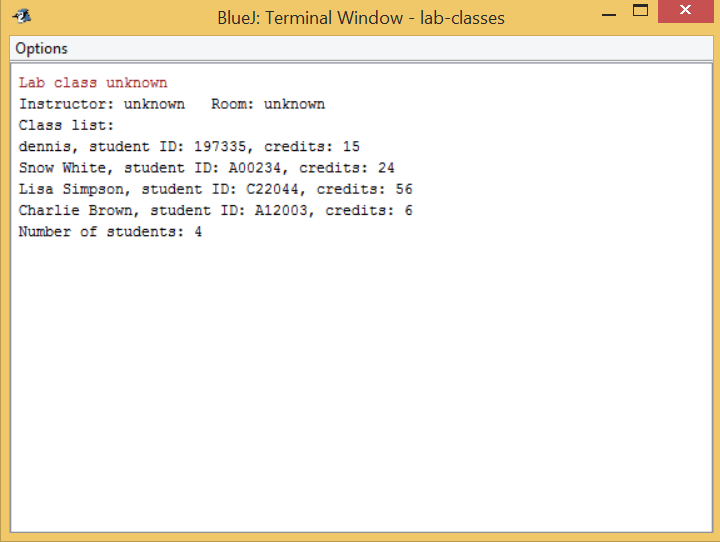 BlueJ: Terminal Window - lab-classes
Options
Lab class unknown
Instructor: unknown   Room: unknown
Class list:
dennis, student ID: 197335, credits: 15
Snow White, student ID: A00234, credits: 24
Lisa Simpson, student ID: C22044, credits: 56
Charlie Brown, student ID: A12003, credits: 6
Number of students: 4